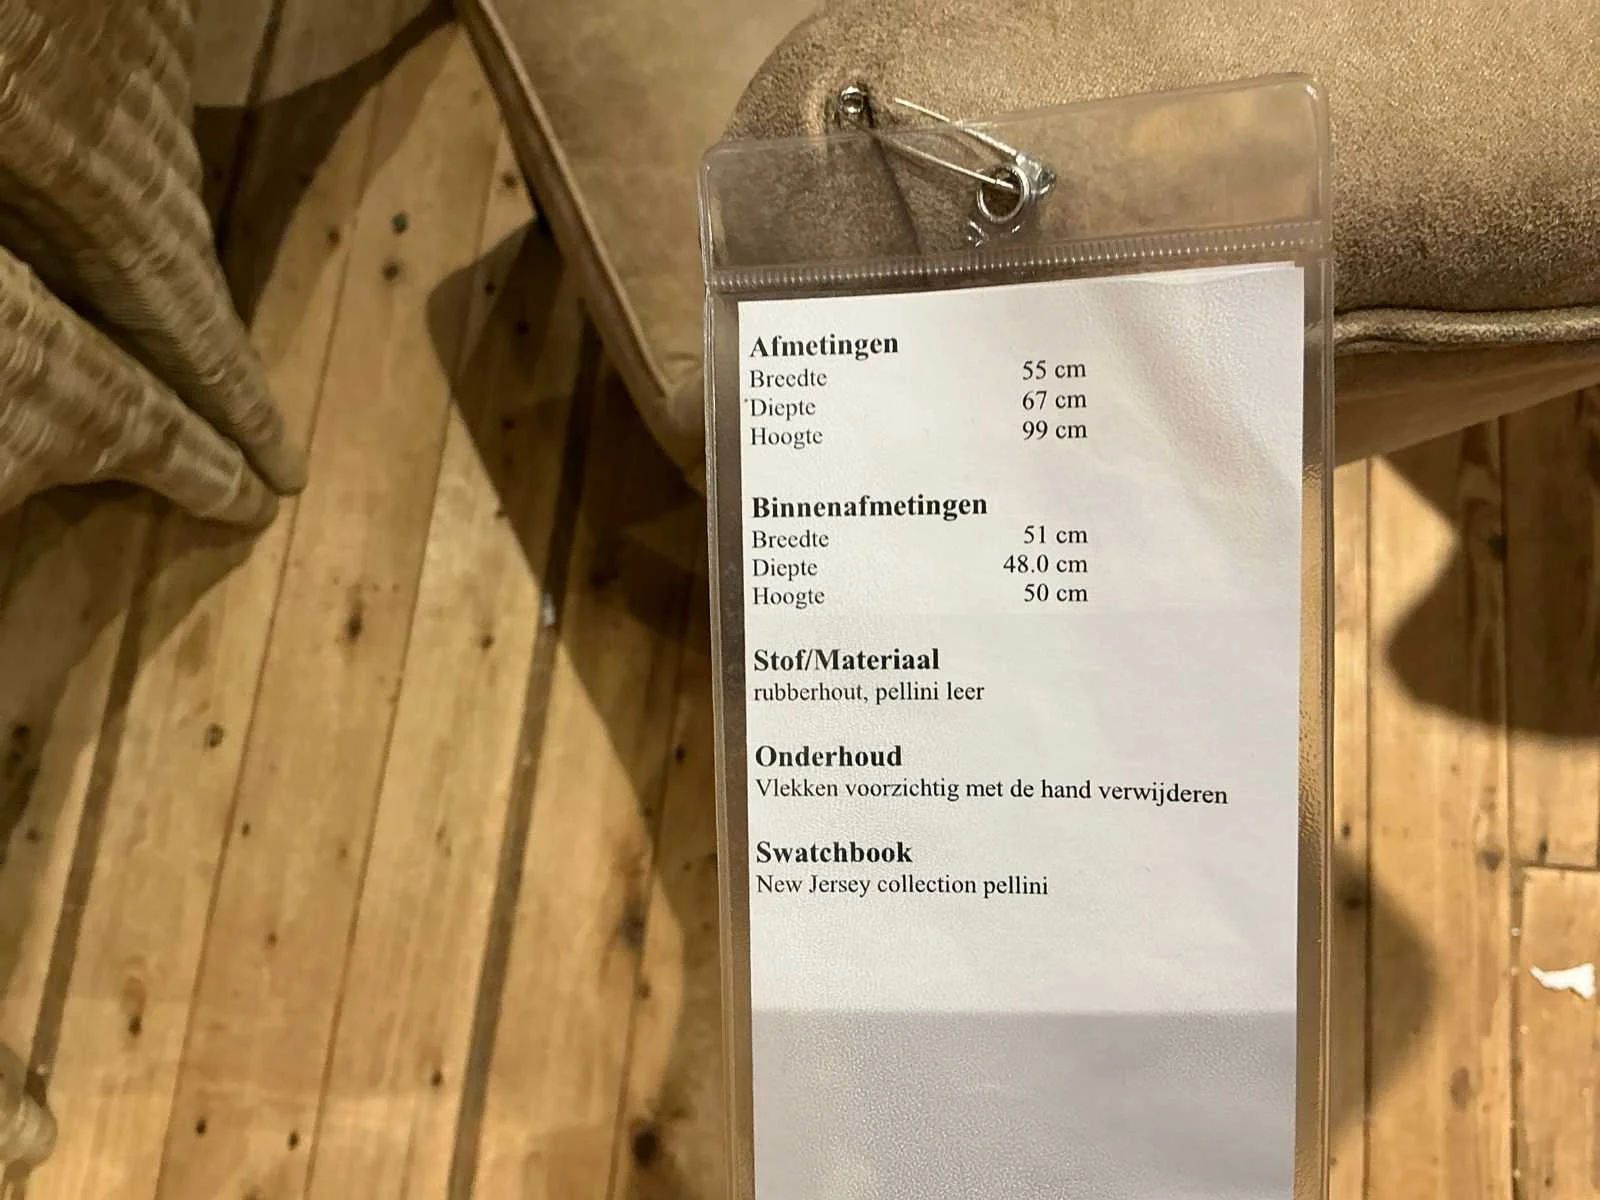 Afmetingen
Breedte 55 cm
Diepte 67 cm
Hoogte 99 cm
Binnenafmetingen
Breedte 51 cm
Diepte 48.0 cm
Hoogte 50 cm
Stof/Materiaal
rubberhout, pellini leer
Onderhoud
Vlekken voorzichtig met de hand verwijderen
Swatchbook
New Jersey collection pellini